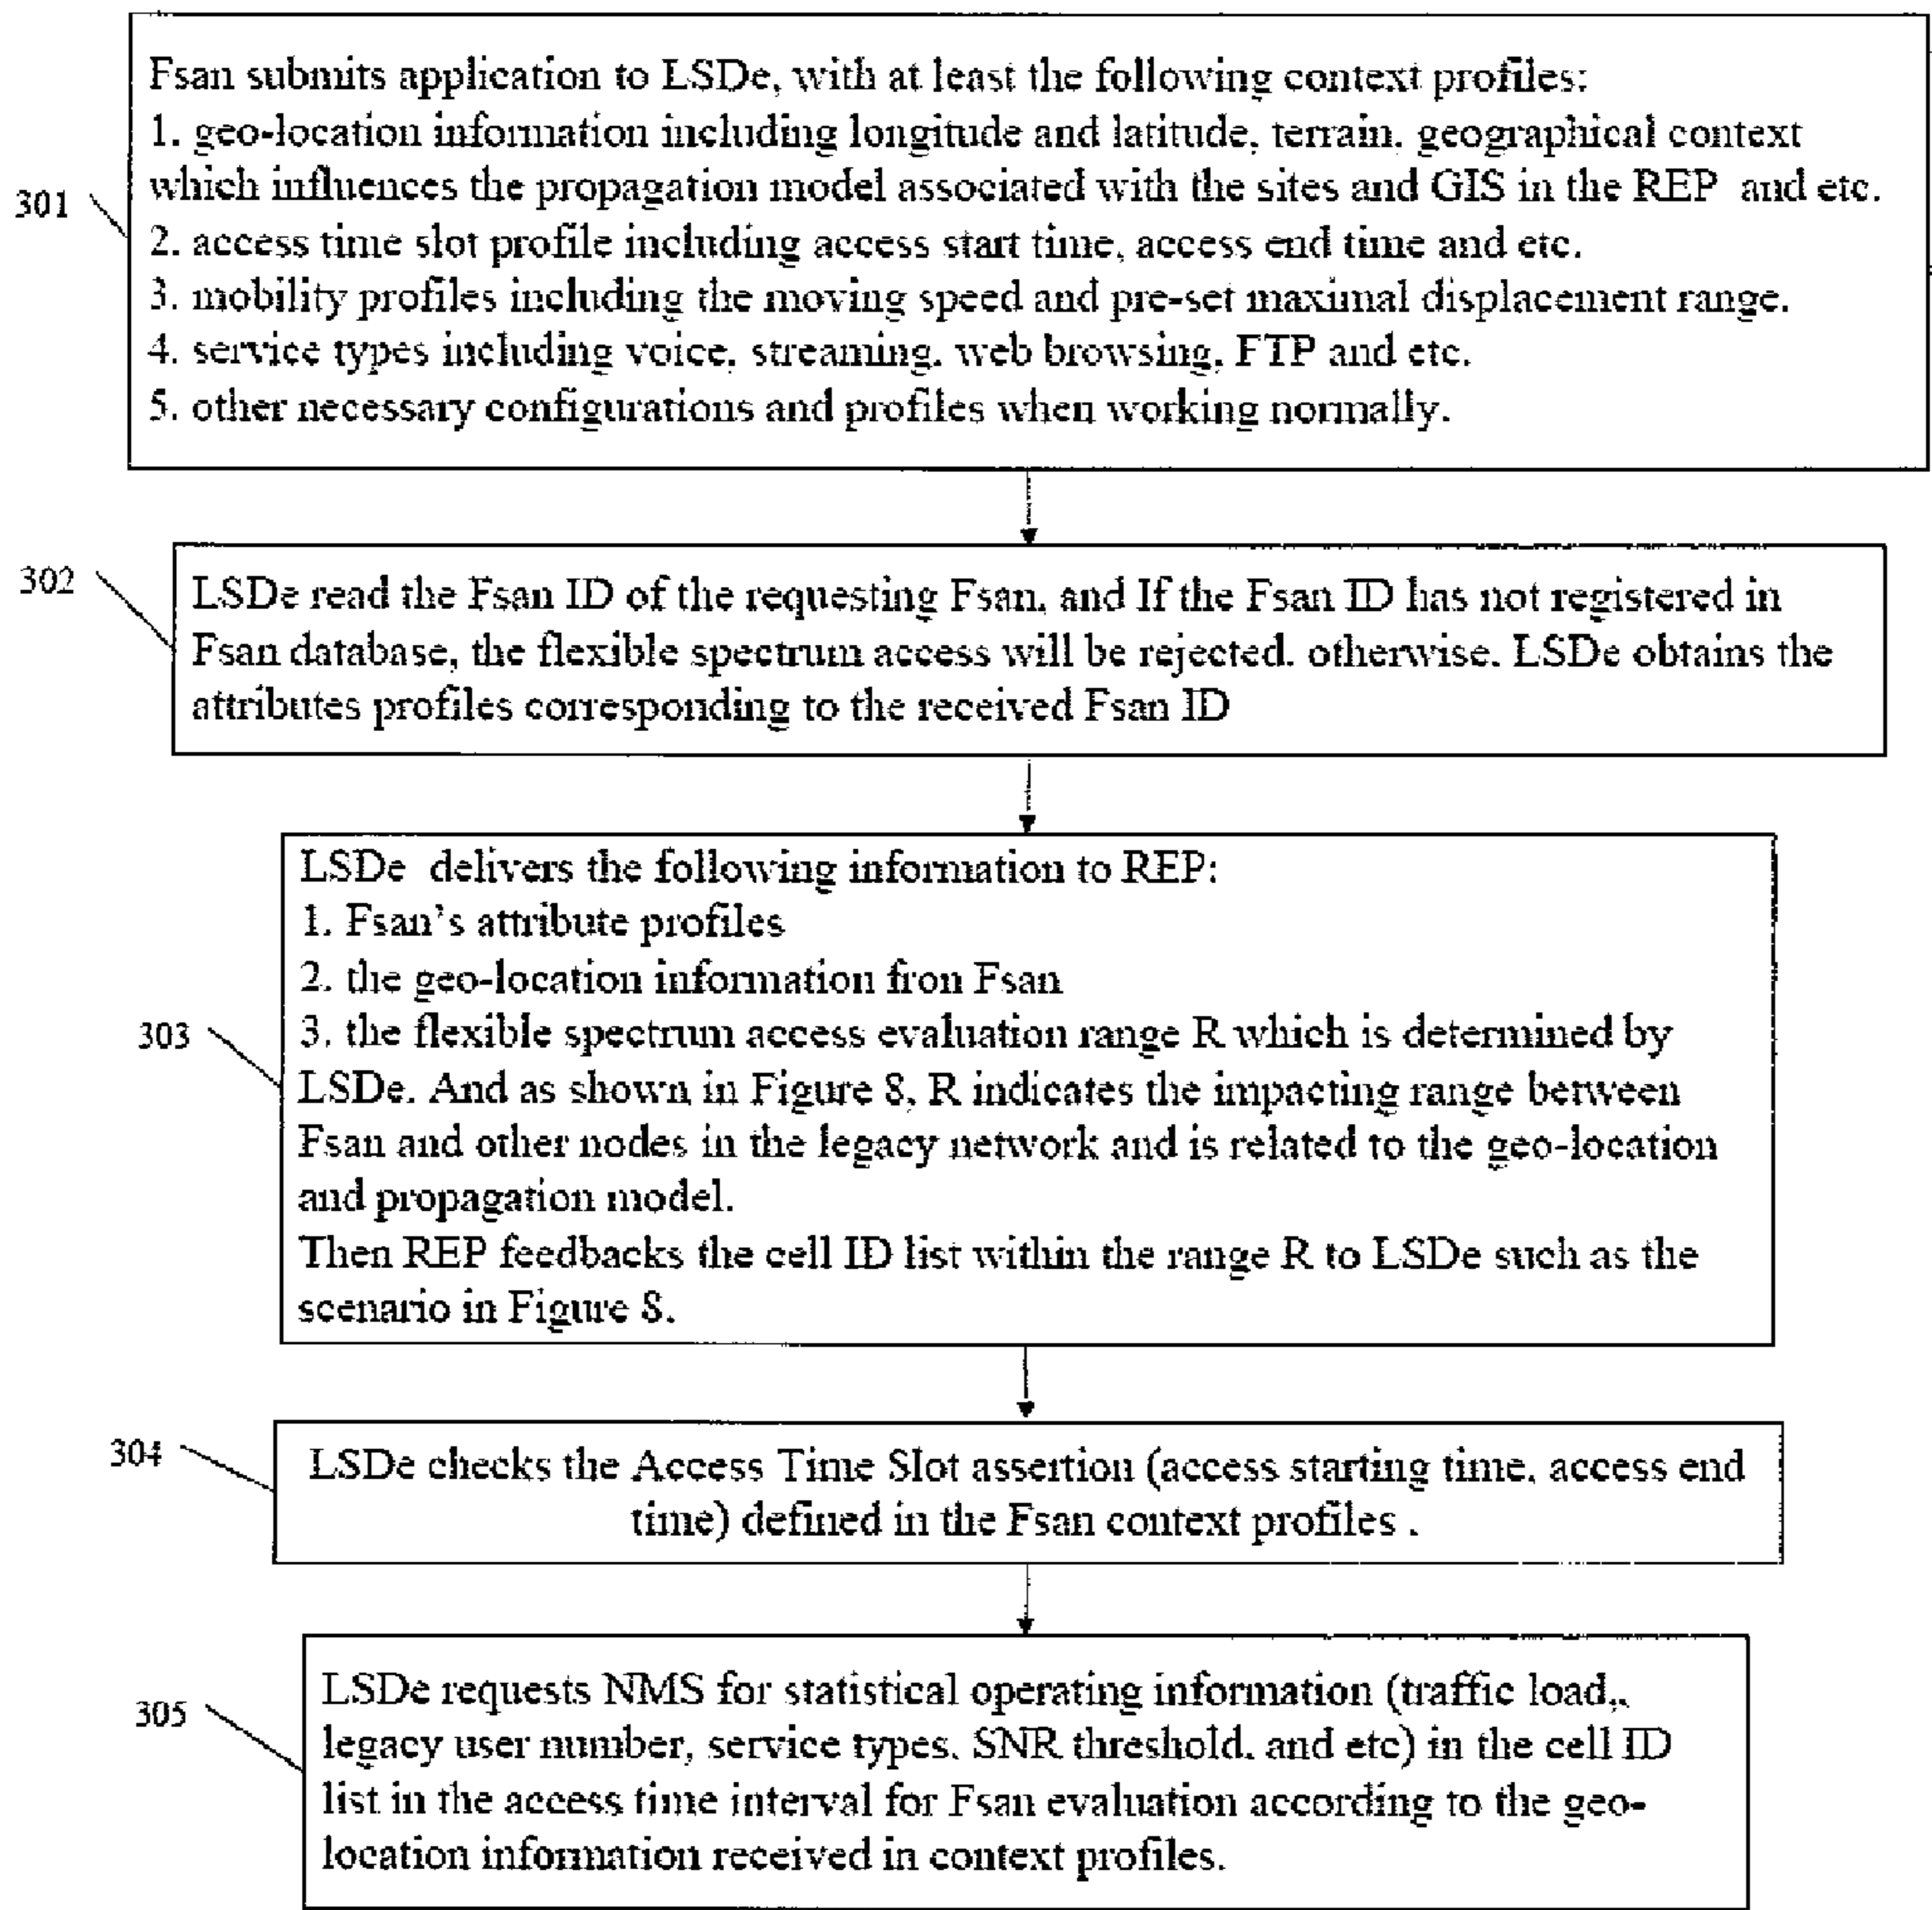 Fsan submits application to LSDe, with at least the following context profiles:
1. geo-location information including longitude and latitude, terrain, geographical context
which influences the propagation model associated with the sites and GIS in the REP and etc.
301
2. access time slot profile including access start time, access end time and etc.
3. mobility profiles including the moving speed and pre-set maximal displacement range.
4. service types including voice, streaming, web browsing, FTP and etc.
5. other necessary configurations and profiles when working normally.
302
LSDe read the Fsan ID of the requesting Fsan, and If the Fsan ID has not registered in
Fsan database, the flexible spectrum access will be rejected. otherwise. LSDe obtains the
attributes profiles corresponding to the received Fsan ID
LSDe delivers the following information to REP:
1. Fsan's attribute profiles
2. the geo-location information fron Fsan
3. the flexible spectrum access evaluation range R which is determined by
303
LSDe. And as shown in Figure 8, R indicates the impacting range between
Fsan and other nodes in the legacy network and is related to the geo-location
and propagation model.
Then REP feedbacks the cell ID list within the range R to LSDe such as the
scenario in Figure 8.
304
LSDe checks the Access Time Slot assertion (access starting time, access end
time) defined in the Fsan context profiles .
305
LSDe requests NMS for statistical operating information (traffic load,,
legacy user number, service types, SNR threshold, and etc) in the cell ID
list in the access time interval for Fsan evaluation according to the geo-
location information received in context profiles.